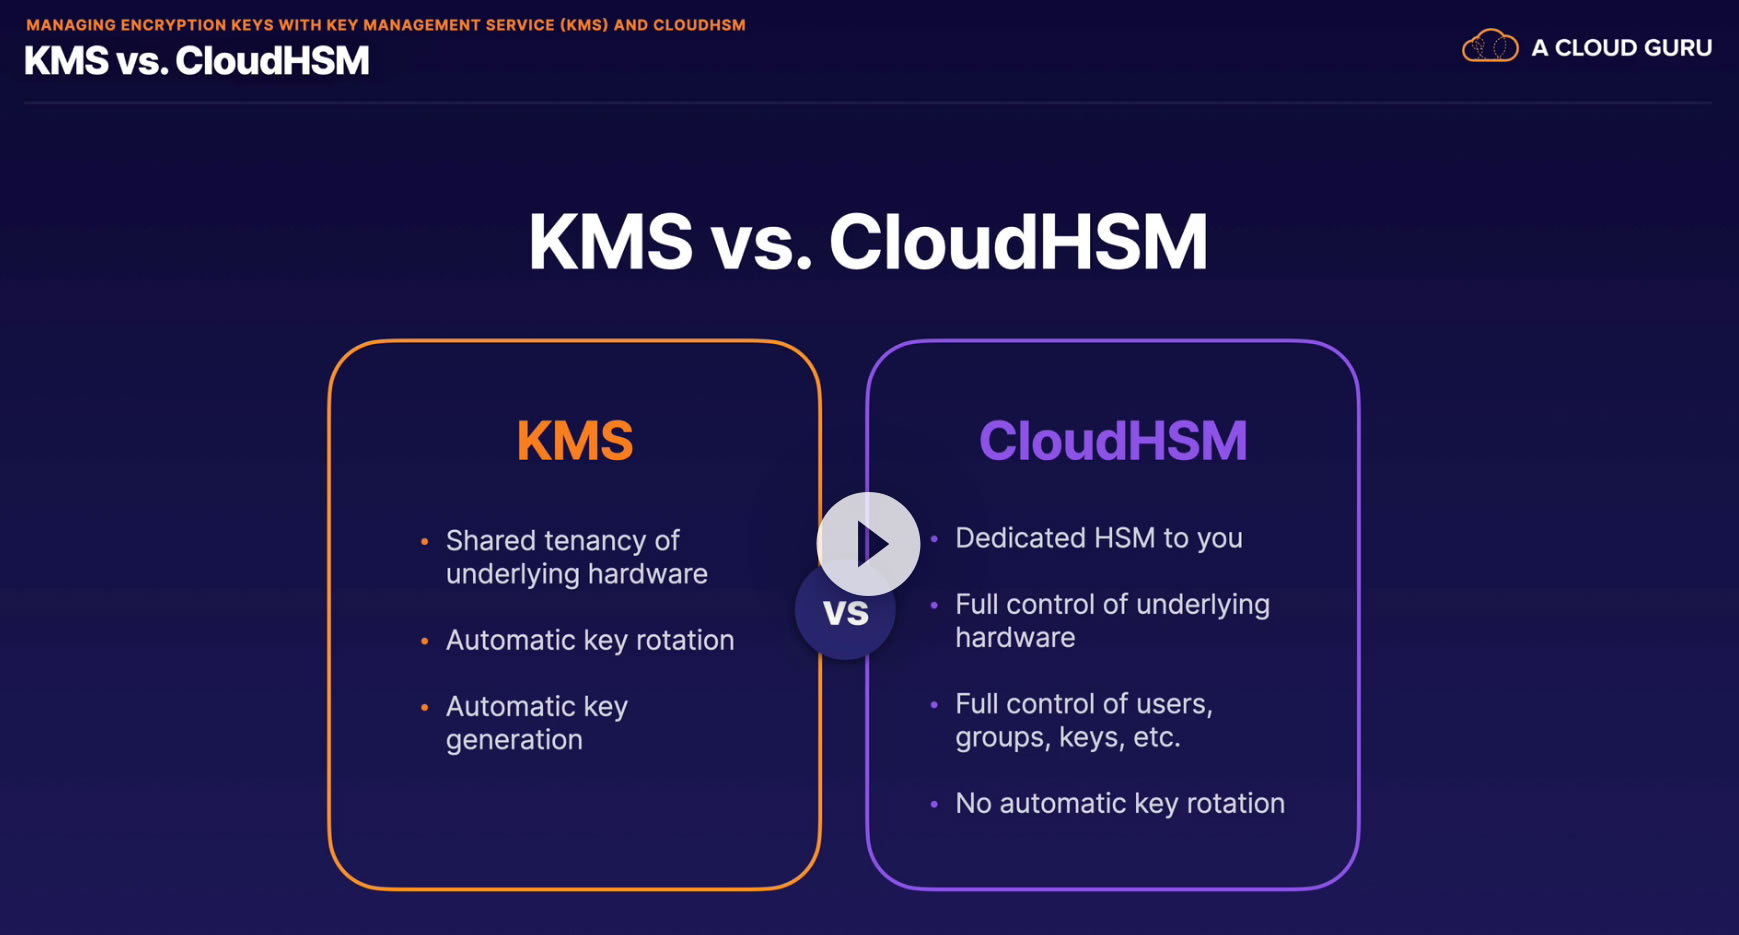 MANAGING ENCRYPTION KEYS WITH KEY MANAGEMENT SERVICE (KMS) AND CLOUDHSM
KMS vs. CloudHSM
A CLOUD GURU
KMS vs. CloudHSM
KMS
• Shared tenancy of
underlying hardware
• Automatic key rotation
• Automatic key
generation
vs
CloudHSM
• Dedicated HSM to you
• Full control of underlying
hardware
• Full control of users,
groups, keys, etc.
• No automatic key rotation